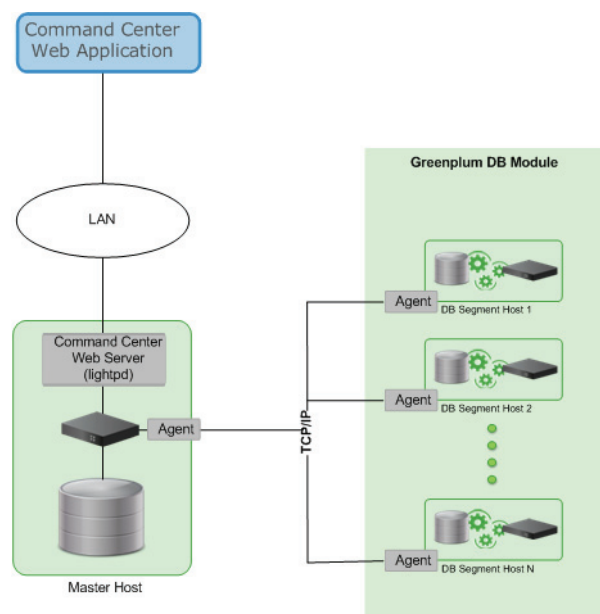 Command Center
Web Application
LAN
Command Center
Web Server
(lightpd)
Agent
Master Host
TCP/IP
Greenplum DB Module
Agent
DB Segment Host 1
Agent
DB Segment Host 2
Agent
DB Segment Host N